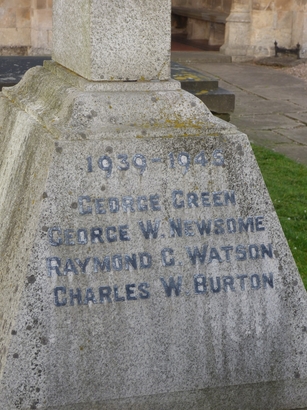 1939-1945
GEORGE GREEN
GEORGE W. NEWSOME
RAYMOND G. WATSON
CHARLES W. BURTON